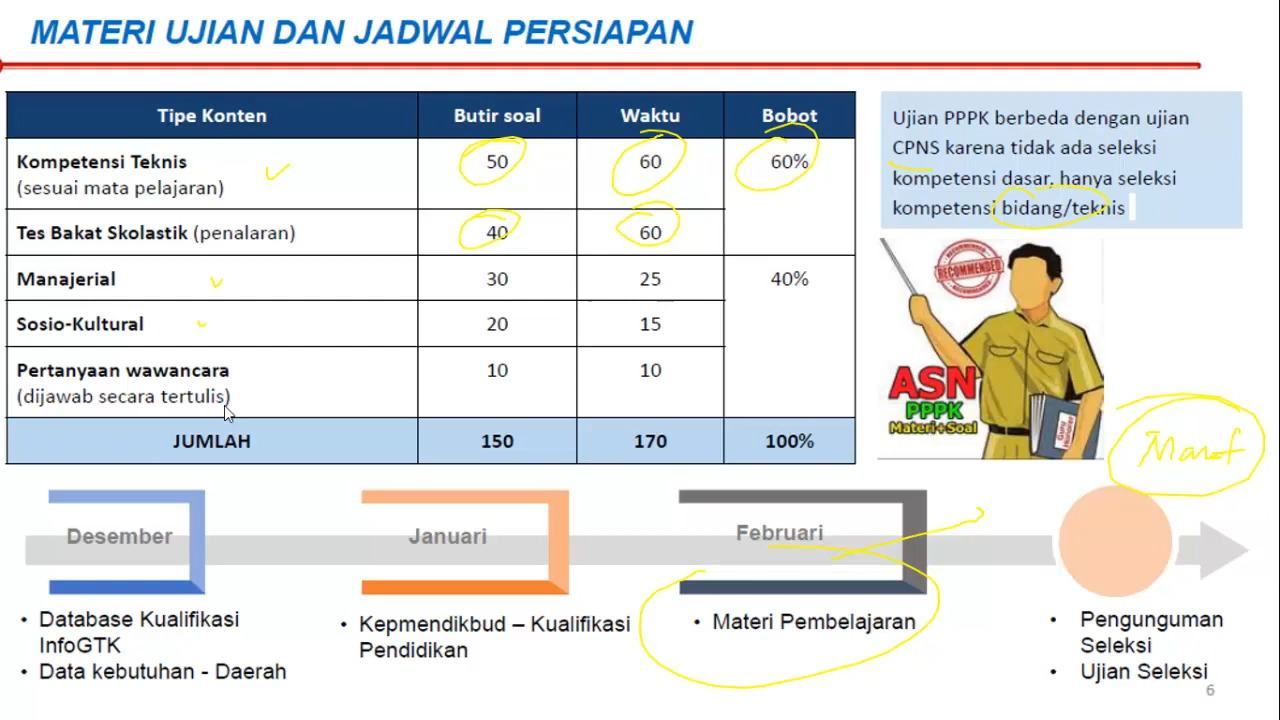 MATERI UJIAN DAN JADWAL PERSIAPAN
Tipe Konten Butir soal Waktu Bobot
Kompetensi Teknis 50 60 60%
(sesuai mata pelajaran)
Tes Bakat Skolastik (penalaran) 40 60
Manajerial 30 25 40%
Sosio-Kultural 20 15
Pertanyaan wawancara 10 10
(dijawab secara tertulis)
JUMLAH 150 170 100%
Ujian PPPK berbeda dengan ujian
CPNS karena tidak ada seleksi
kompetensi dasar, hanya seleksi
kompetensi bidang/teknis
RECOMMENDED
RECOMMENDED
RECOMMENDED
ASN
PPPK
Materi+Soal
Guru
Honorer
Desember
Januari
Februari
• Database Kualifikasi
InfoGTK
• Data kebutuhan - Daerah
• Kepmendikbud – Kualifikasi
Pendidikan
• Materi Pembelajaran
• Pengunguman
Seleksi
• Ujian Seleksi
6